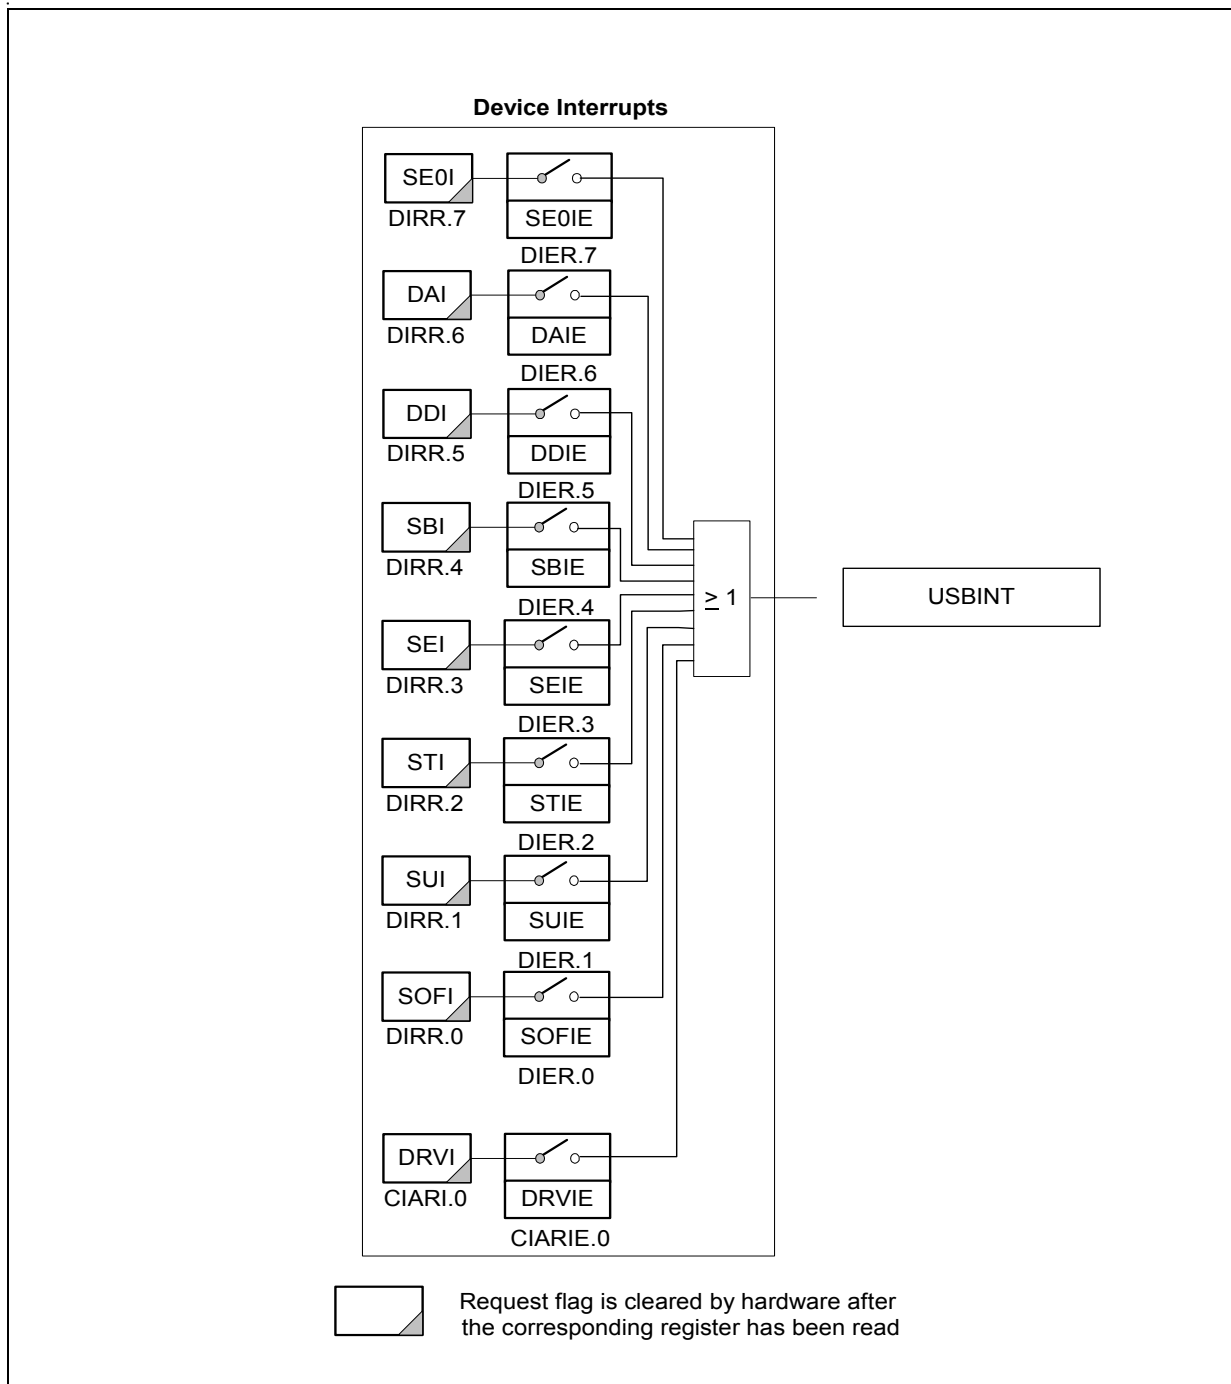 Device Interrupts
SE0I
SE0IE
DIRR.7
DIER.7
DAI
DAIE
DIRR.6
DIER.6
DDI
DDIE
DIRR.5
DIER.5
SBI
SBIE
DIRR.4
DIER.4
≥ 1
USBINT
SEI
SEIE
DIRR.3
DIER.3
STI
STIE
DIRR.2
DIER.2
SUI
SUIE
DIRR.1
DIER.1
SOFI
SOFIE
DIRR.0
DIER.0
DRVI
DRVIE
CIARI.0
CIARIE.0
Request flag is cleared by hardware after
the corresponding register has been read